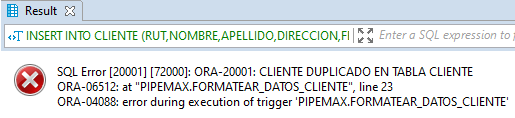 Result
INSERT INTO CLIENTE (RUT,NOMBRE,APELLIDO,DIRECCION,FI
Enter a SQL expression to f
SQL Error [20001] [72000]: ORA-20001: CLIENTE DUPLICADO EN TABLA CLIENTE
ORA-06512: at "PIPEMAX.FORMATEAR_DATOS_CLIENTE", line 23
ORA-04088: error during execution of trigger 'PIPEMAX.FORMATEAR_DATOS_CLIENTE'